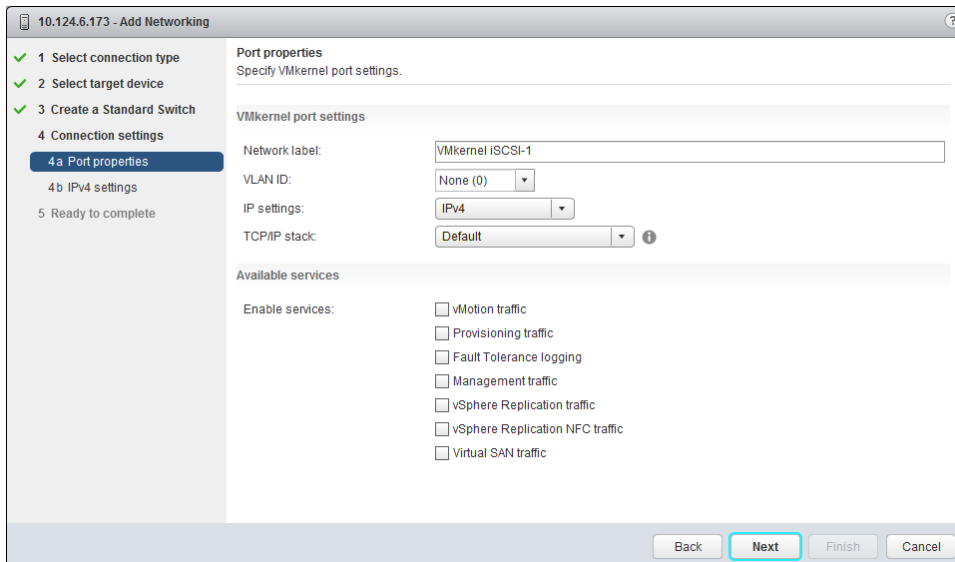 10.124.6.173 - Add Networking
?
1 Select connection type
2 Select target device
3 Create a Standard Switch
4 Connection settings
4a Port properties
4b IPv4 settings
5 Ready to complete
Port properties
Specify VMkernel port settings.
VMkernel port settings
Network label: VMkernel iSCSI-1
VLAN ID: None (0)
IP settings: IPv4
TCP/IP stack: Default
Available services
Enable services: vMotion traffic
Provisioning traffic
Fault Tolerance logging
Management traffic
vSphere Replication traffic
vSphere Replication NFC traffic
Virtual SAN traffic
Back Next Finish Cancel